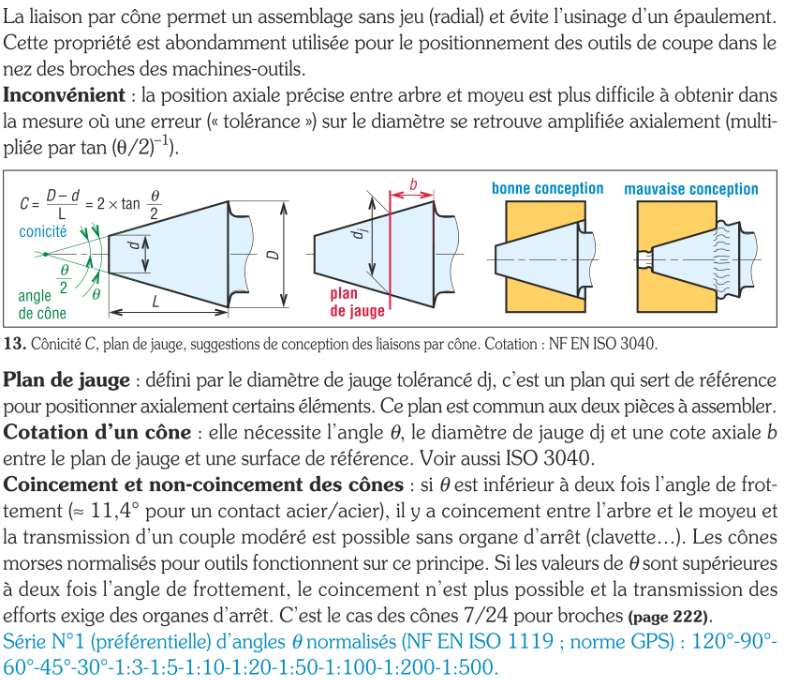 La liaison par cône permet un assemblage sans jeu (radial) et évite l'usinage d'un épaulement.
Cette propriété est abondamment utilisée pour le positionnement des outils de coupe dans le
nez des broches des machines-outils.
Inconvénient : la position axiale précise entre arbre et moyeu est plus difficile à obtenir dans
la mesure où une erreur (« tolérance ») sur le diamètre se retrouve amplifiée axialement (multi-
pliée par tan (θ/2)⁻¹).
C = D – d / L = 2 × tan θ/2
conicité
θ/2
angle
de cône
θ
d
L
D
b
dj
plan
de jauge
bonne conception
mauvaise conception
13. Cônicité C, plan de jauge, suggestions de conception des liaisons par cône. Cotation : NF EN ISO 3040.
Plan de jauge : défini par le diamètre de jauge tolérancé dj, c'est un plan qui sert de référence
pour positionner axialement certains éléments. Ce plan est commun aux deux pièces à assembler.
Cotation d'un cône : elle nécessite l'angle θ, le diamètre de jauge dj et une cote axiale b
entre le plan de jauge et une surface de référence. Voir aussi ISO 3040.
Coincement et non-coincement des cônes : si θ est inférieur à deux fois l'angle de frot-
tement (≈ 11,4° pour un contact acier/acier), il y a coincement entre l'arbre et le moyeu et
la transmission d'un couple modéré est possible sans organe d'arrêt (clavette…). Les cônes
morses normalisés pour outils fonctionnent sur ce principe. Si les valeurs de θ sont supérieures
à deux fois l'angle de frottement, le coincement n'est plus possible et la transmission des
efforts exige des organes d'arrêt. C'est le cas des cônes 7/24 pour broches (page 222).
Série N°1 (préférentielle) d'angles θ normalisés (NF EN ISO 1119 ; norme GPS) : 120°-90°-
60°-45°-30°-1:3-1:5-1:10-1:20-1:50-1:100-1:200-1:500.